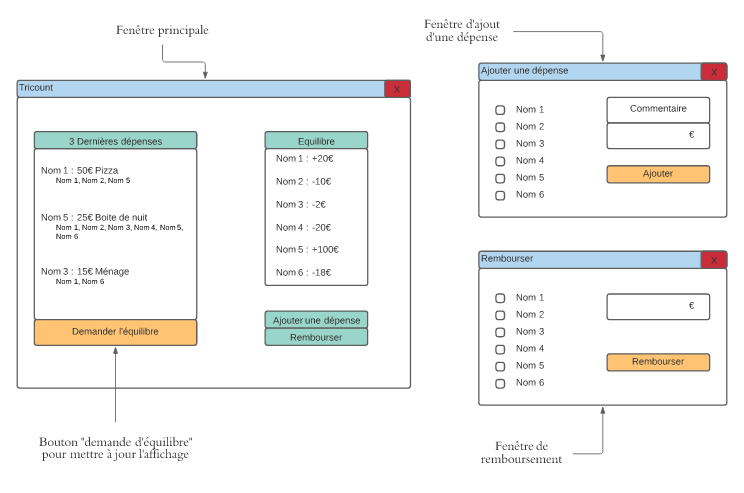 Fenêtre principale
Tricount
X
3 Dernières dépenses
Nom 1 : 50€ Pizza
Nom 1, Nom 2, Nom 5
Nom 5 : 25€ Boite de nuit
Nom 1, Nom 2, Nom 3, Nom 4, Nom 5,
Nom 6
Nom 3 : 15€ Ménage
Nom 1, Nom 6
Demander l'équilibre
Equilibre
Nom 1 : +20€
Nom 2 : -10€
Nom 3 : -2€
Nom 4 : -20€
Nom 5 : +100€
Nom 6 : -18€
Ajouter une dépense
Rembourser
Bouton "demande d'équilibre"
pour mettre à jour l'affichage
Fenêtre d'ajout
d'une dépense
Ajouter une dépense
X
Nom 1
Nom 2
Nom 3
Nom 4
Nom 5
Nom 6
Commentaire
€
Ajouter
Rembourser
X
Nom 1
Nom 2
Nom 3
Nom 4
Nom 5
Nom 6
€
Rembourser
Fenêtre de
remboursement